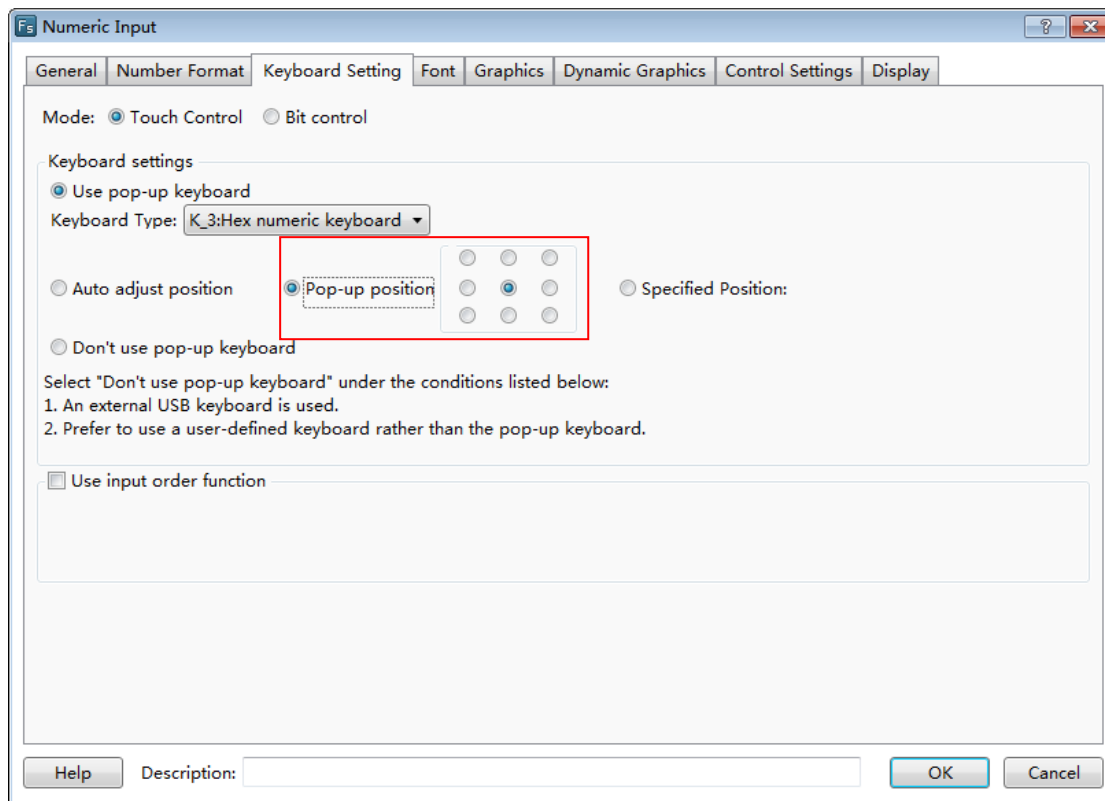 Fs Numeric Input
General Number Format Keyboard Setting Font Graphics Dynamic Graphics Control Settings Display
Mode: Touch Control Bit control
Keyboard settings
Use pop-up keyboard
Keyboard Type: K_3:Hex numeric keyboard
Auto adjust position Pop-up position Specified Position:
Don't use pop-up keyboard
Select "Don't use pop-up keyboard" under the conditions listed below:
1. An external USB keyboard is used.
2. Prefer to use a user-defined keyboard rather than the pop-up keyboard.
Use input order function
Help Description: OK Cancel